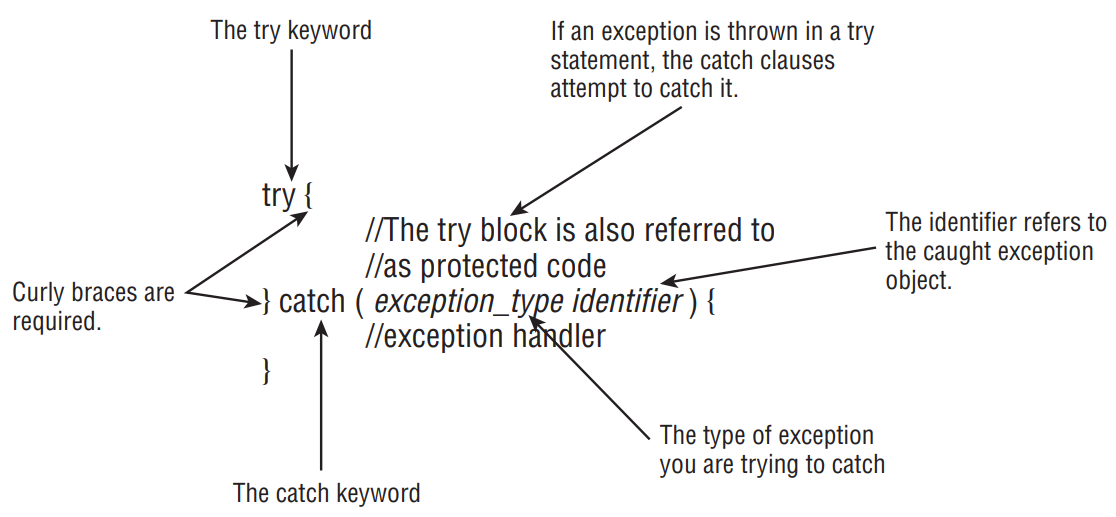 The try keyword
If an exception is thrown in a try
statement, the catch clauses
attempt to catch it.
try {
//The try block is also referred to
//as protected code
The identifier refers to
the caught exception
object.
Curly braces are
required.
} catch ( exception_type identifier ) {
//exception handler
}
The type of exception
you are trying to catch
The catch keyword